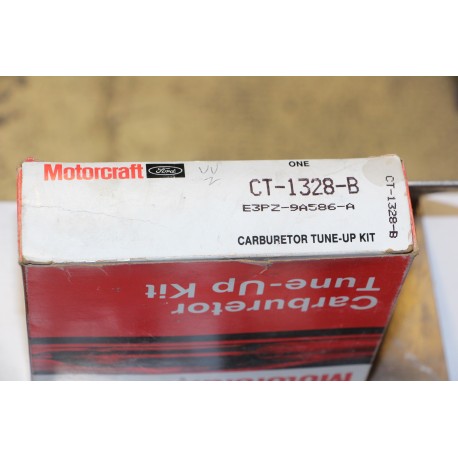 Motorcraft Ford
ONE
CT-1328-B
E3PZ-9A586-A
CARBURETOR TUNE-UP KIT
CT-1328-B
Carburetor
Tune-Up Kit